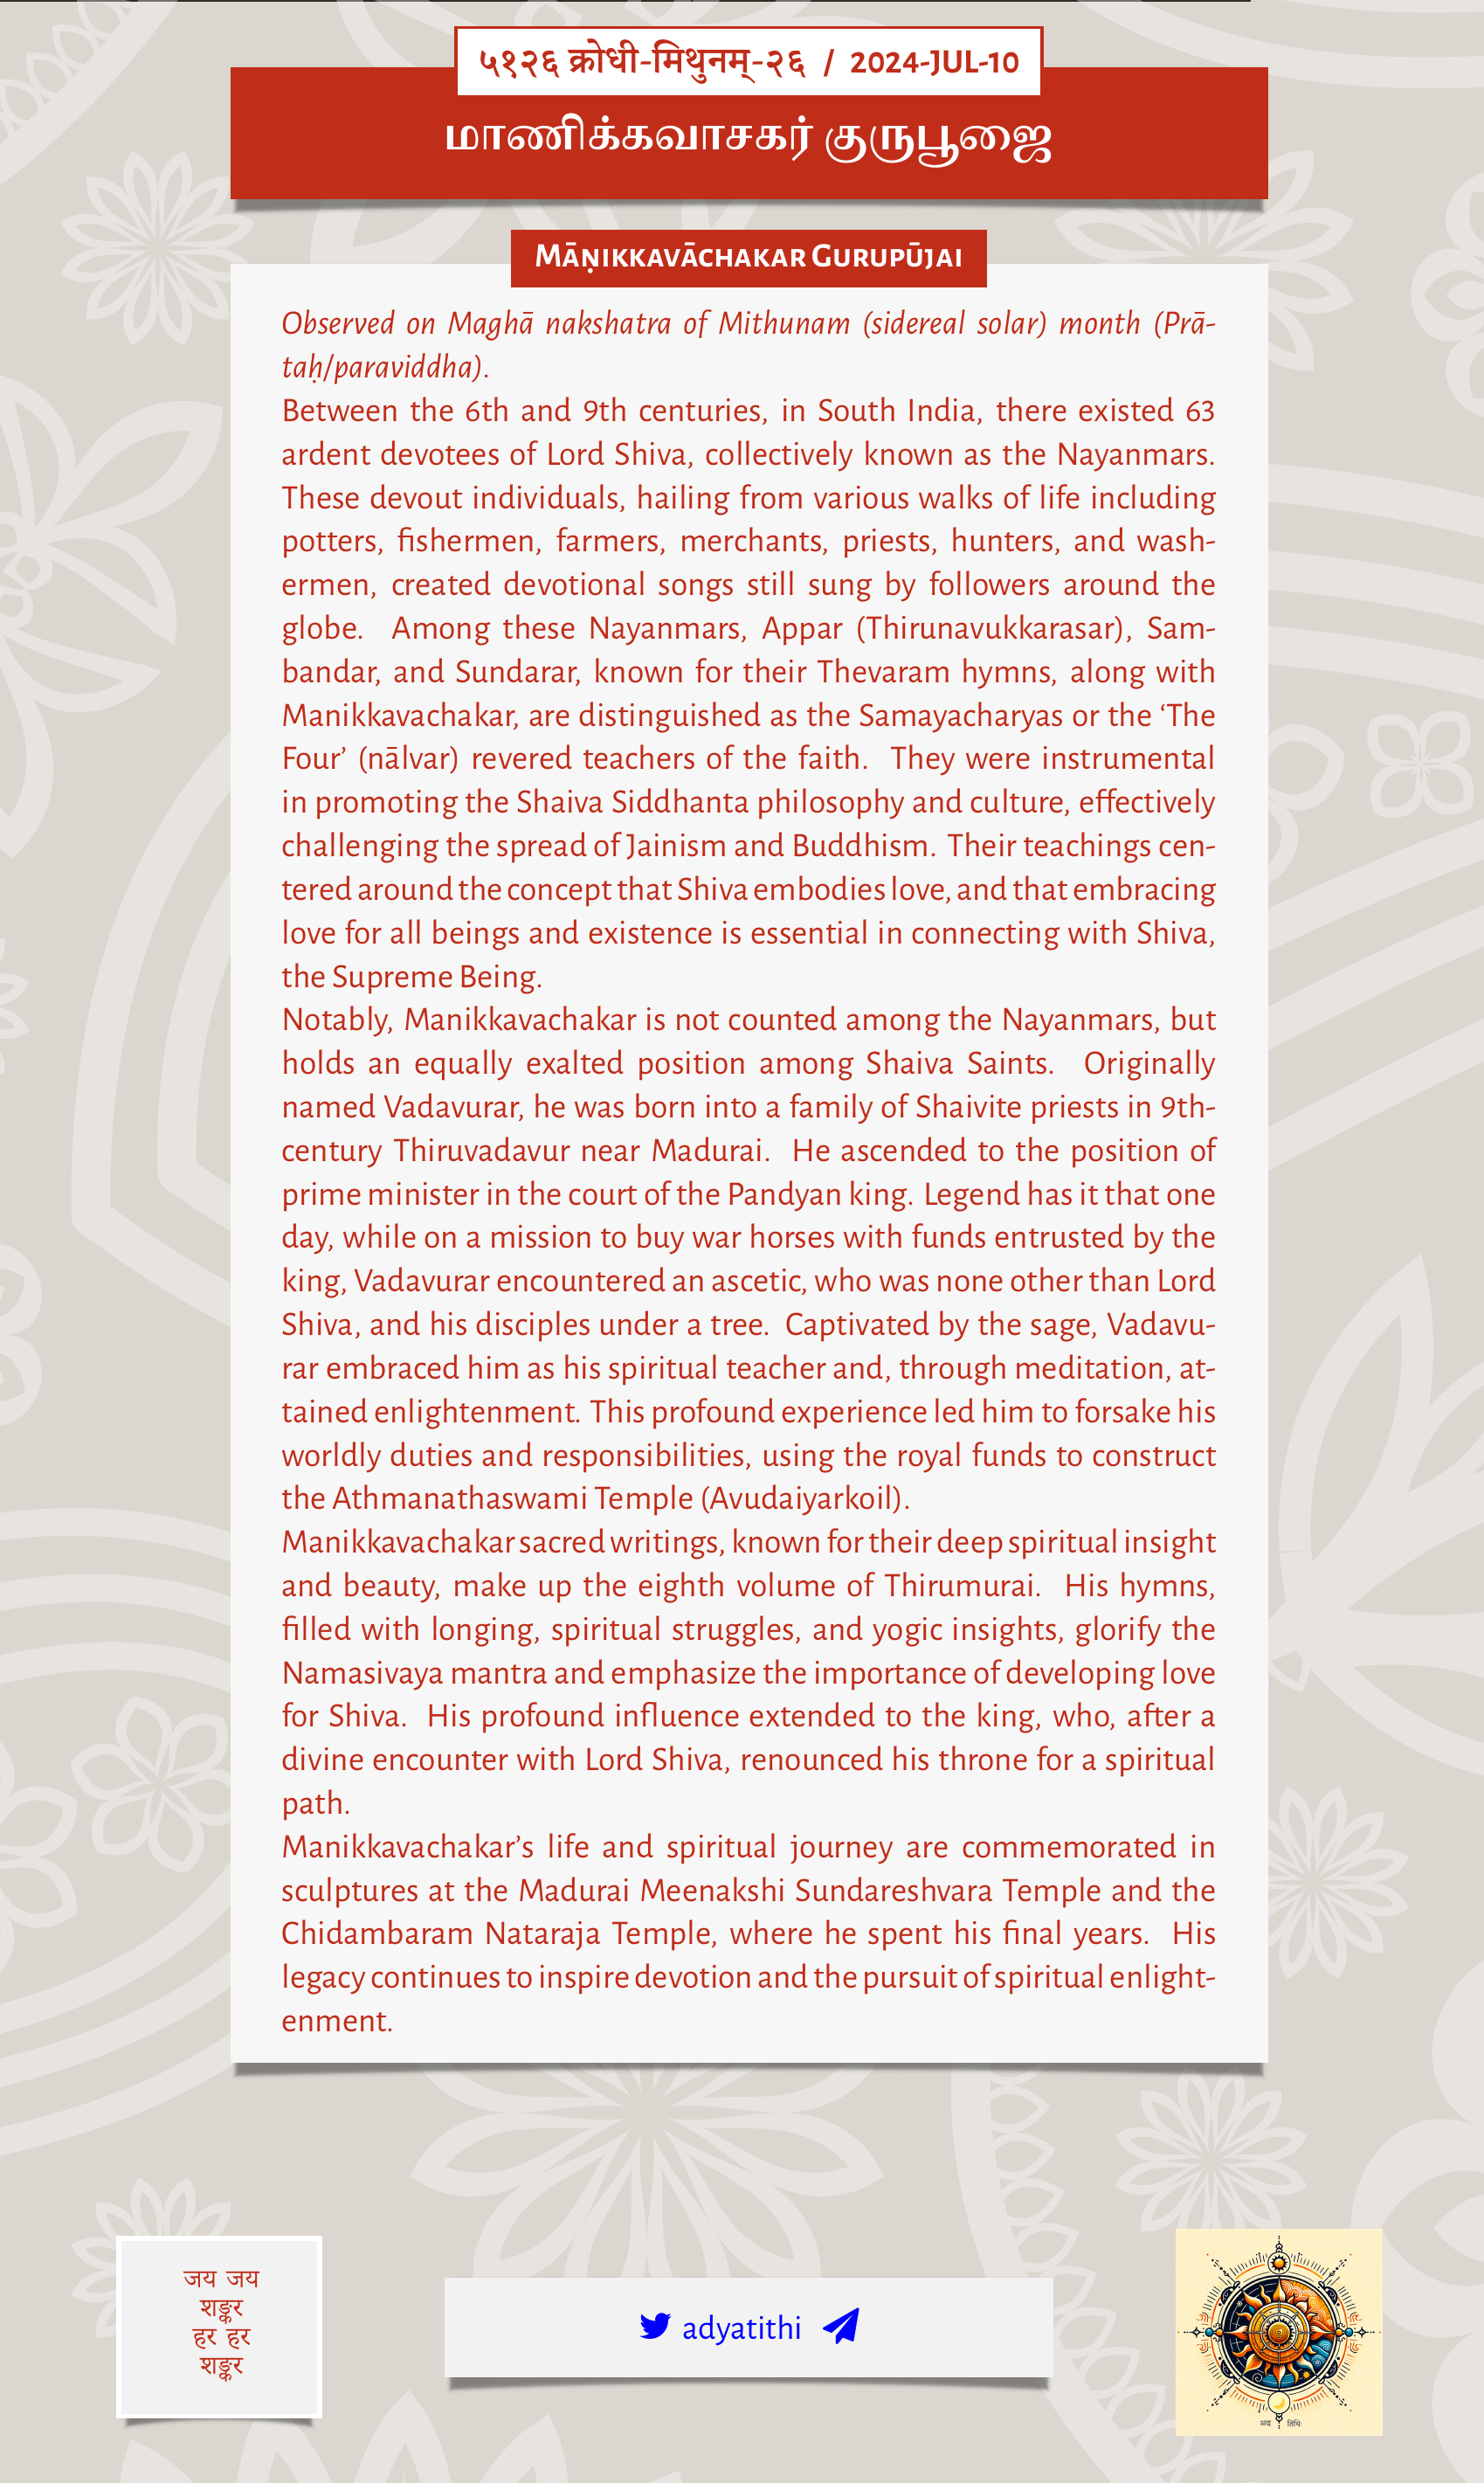 ५१२६ क्रोधी-मिथुनम्-२६ / 2024-JUL-10
மாணிக்கவாசகர் குருபூஜை
Māṇikkavāchakar Gurupūjai
Observed on Maghā nakshatra of Mithunam (sidereal solar) month (Prā-
taḥ/paraviddha).
Between the 6th and 9th centuries, in South India, there existed 63
ardent devotees of Lord Shiva, collectively known as the Nayanmars.
These devout individuals, hailing from various walks of life including
potters, fishermen, farmers, merchants, priests, hunters, and wash-
ermen, created devotional songs still sung by followers around the
globe. Among these Nayanmars, Appar (Thirunavukkarasar), Sam-
bandar, and Sundarar, known for their Thevaram hymns, along with
Manikkavachakar, are distinguished as the Samayacharyas or the ‘The
Four’ (nālvar) revered teachers of the faith. They were instrumental
in promoting the Shaiva Siddhanta philosophy and culture, effectively
challenging the spread of Jainism and Buddhism. Their teachings cen-
tered around the concept that Shiva embodies love, and that embracing
love for all beings and existence is essential in connecting with Shiva,
the Supreme Being.
Notably, Manikkavachakar is not counted among the Nayanmars, but
holds an equally exalted position among Shaiva Saints. Originally
named Vadavurar, he was born into a family of Shaivite priests in 9th-
century Thiruvadavur near Madurai. He ascended to the position of
prime minister in the court of the Pandyan king. Legend has it that one
day, while on a mission to buy war horses with funds entrusted by the
king, Vadavurar encountered an ascetic, who was none other than Lord
Shiva, and his disciples under a tree. Captivated by the sage, Vadavu-
rar embraced him as his spiritual teacher and, through meditation, at-
tained enlightenment. This profound experience led him to forsake his
worldly duties and responsibilities, using the royal funds to construct
the Athmanathaswami Temple (Avudaiyarkoil).
Manikkavachakar sacred writings, known for their deep spiritual insight
and beauty, make up the eighth volume of Thirumurai. His hymns,
filled with longing, spiritual struggles, and yogic insights, glorify the
Namasivaya mantra and emphasize the importance of developing love
for Shiva. His profound influence extended to the king, who, after a
divine encounter with Lord Shiva, renounced his throne for a spiritual
path.
Manikkavachakar’s life and spiritual journey are commemorated in
sculptures at the Madurai Meenakshi Sundareshvara Temple and the
Chidambaram Nataraja Temple, where he spent his final years. His
legacy continues to inspire devotion and the pursuit of spiritual enlight-
enment.
जय जय
शङ्कर
हर हर
शङ्कर
adyatithi
अद्य तिथिः